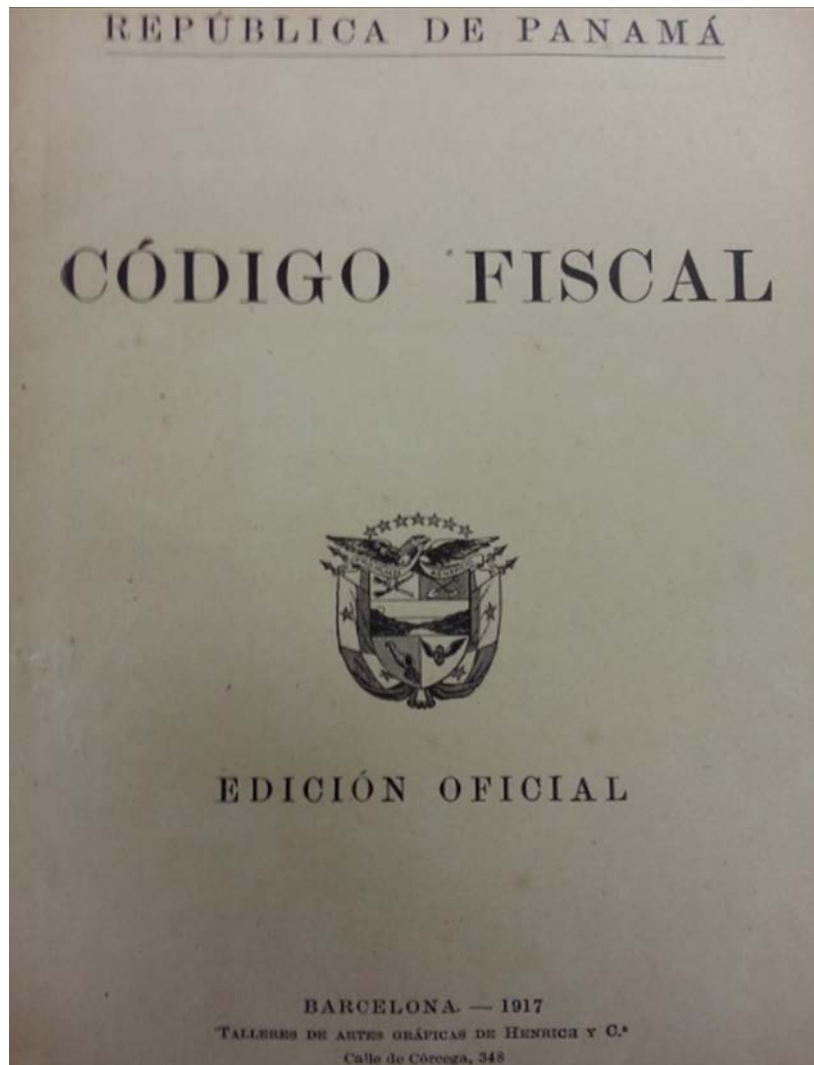 REPÚBLICA DE PANAMÁ
CÓDIGO FISCAL
EDICIÓN OFICIAL
BARCELONA. — 1917
TALLERES DE ARTES GRÁFICAS DE HENRICH Y C.ª
Calle de Córcega, 348